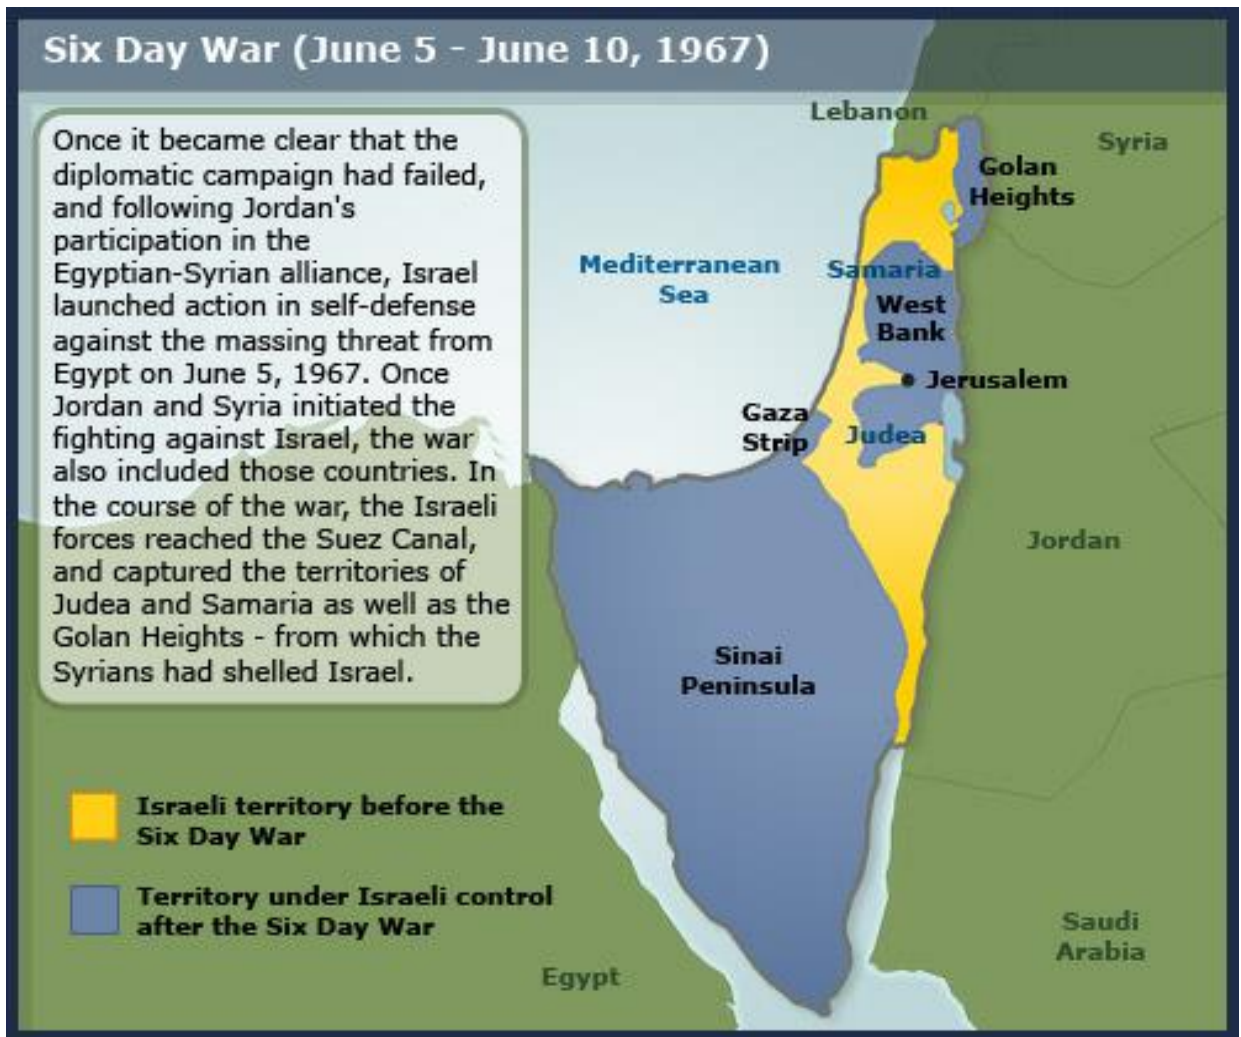 Six Day War (June 5 - June 10, 1967)
Once it became clear that the
diplomatic campaign had failed,
and following Jordan's
participation in the
Egyptian-Syrian alliance, Israel
launched action in self-defense
against the massing threat from
Egypt on June 5, 1967. Once
Jordan and Syria initiated the
fighting against Israel, the war
also included those countries. In
the course of the war, the Israeli
forces reached the Suez Canal,
and captured the territories of
Judea and Samaria as well as the
Golan Heights - from which the
Syrians had shelled Israel.
Lebanon
Syria
Golan
Heights
Mediterranean
Sea
Samaria
West
Bank
Jerusalem
Gaza
Strip
Judea
Jordan
Sinai
Peninsula
Israeli territory before the
Six Day War
Territory under Israeli control
after the Six Day War
Saudi
Arabia
Egypt